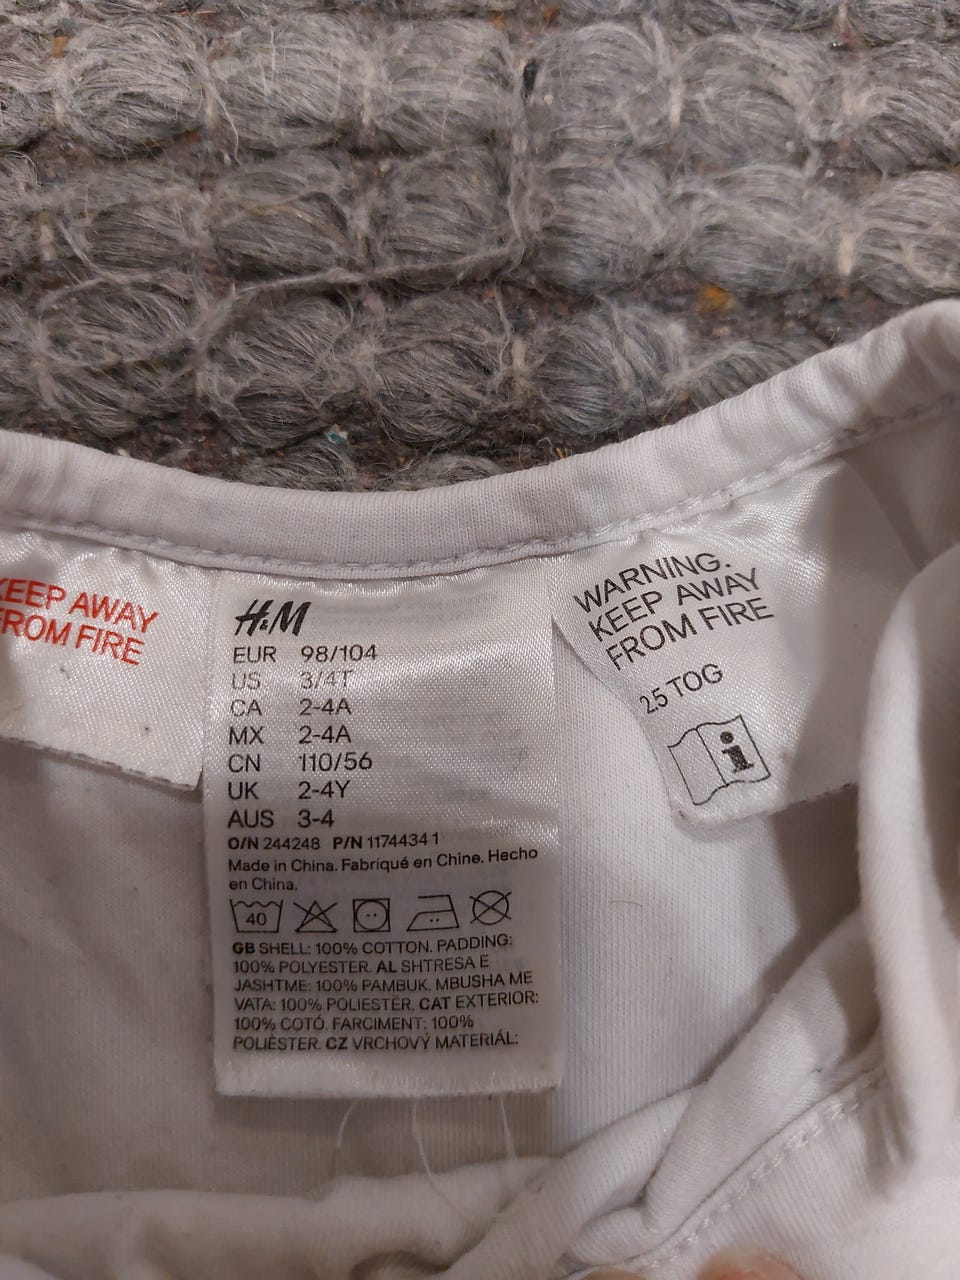 KEEP AWAY
FROM FIRE
H&M
EUR 98/104
US 3/4T
CA 2-4A
MX 2-4A
CN 110/56
UK 2-4Y
AUS 3-4
O/N 244248 P/N 1174434 1
Made in China. Fabriqué en Chine. Hecho
en China.
40
GB SHELL: 100% COTTON. PADDING:
100% POLYESTER. AL SHTRESA E
JASHTME: 100% PAMBUK. MBUSHA ME
VATA: 100% POLIESTËR. CAT EXTERIOR:
100% COTÓ. FARCIMENT: 100%
POLIÈSTER. CZ VRCHOVÝ MATERIÁL:
WARNING.
KEEP AWAY
FROM FIRE
2.5 TOG
i